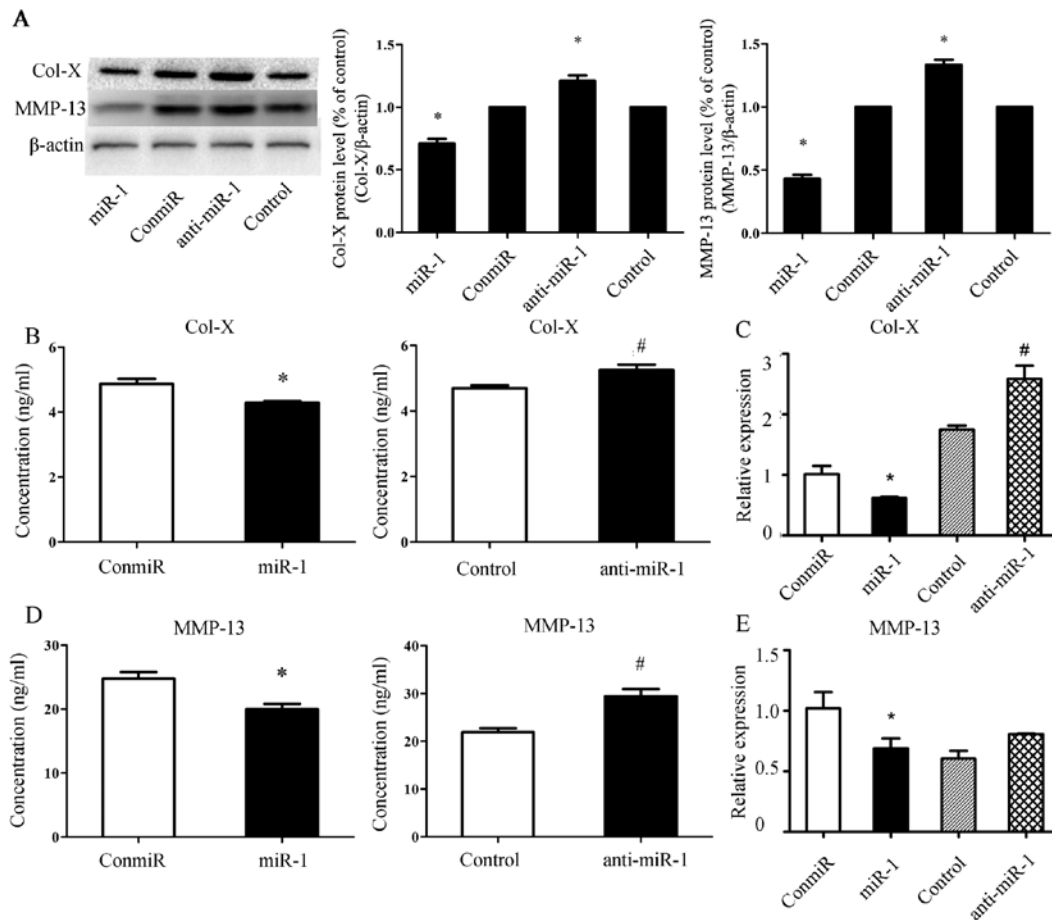 A
Col-X
MMP-13
β-actin
miR-1
ConmiR
anti-miR-1
Control
Col-X protein level (% of control)
(Col-X/β-actin)
1.5
1.0
0.5
0.0
*
*
miR-1
ConmiR
anti-miR-1
Control
MMP-13 protein level (% of control)
(MMP-13/β-actin)
1.5
1.0
0.5
0.0
*
*
miR-1
ConmiR
anti-miR-1
Control
B
Col-X
Concentration (ng/ml)
6
4
2
0
*
ConmiR
miR-1
Col-X
Concentration (ng/ml)
6
4
2
0
#
Control
anti-miR-1
C
Col-X
Relative expression
3
2
1
0
*
#
ConmiR
miR-1
Control
anti-miR-1
D
MMP-13
Concentration (ng/ml)
30
20
10
0
*
ConmiR
miR-1
MMP-13
Concentration (ng/ml)
40
30
20
10
0
#
Control
anti-miR-1
E
MMP-13
Relative expression
1.5
1.0
0.5
0
*
ConmiR
miR-1
Control
anti-miR-1